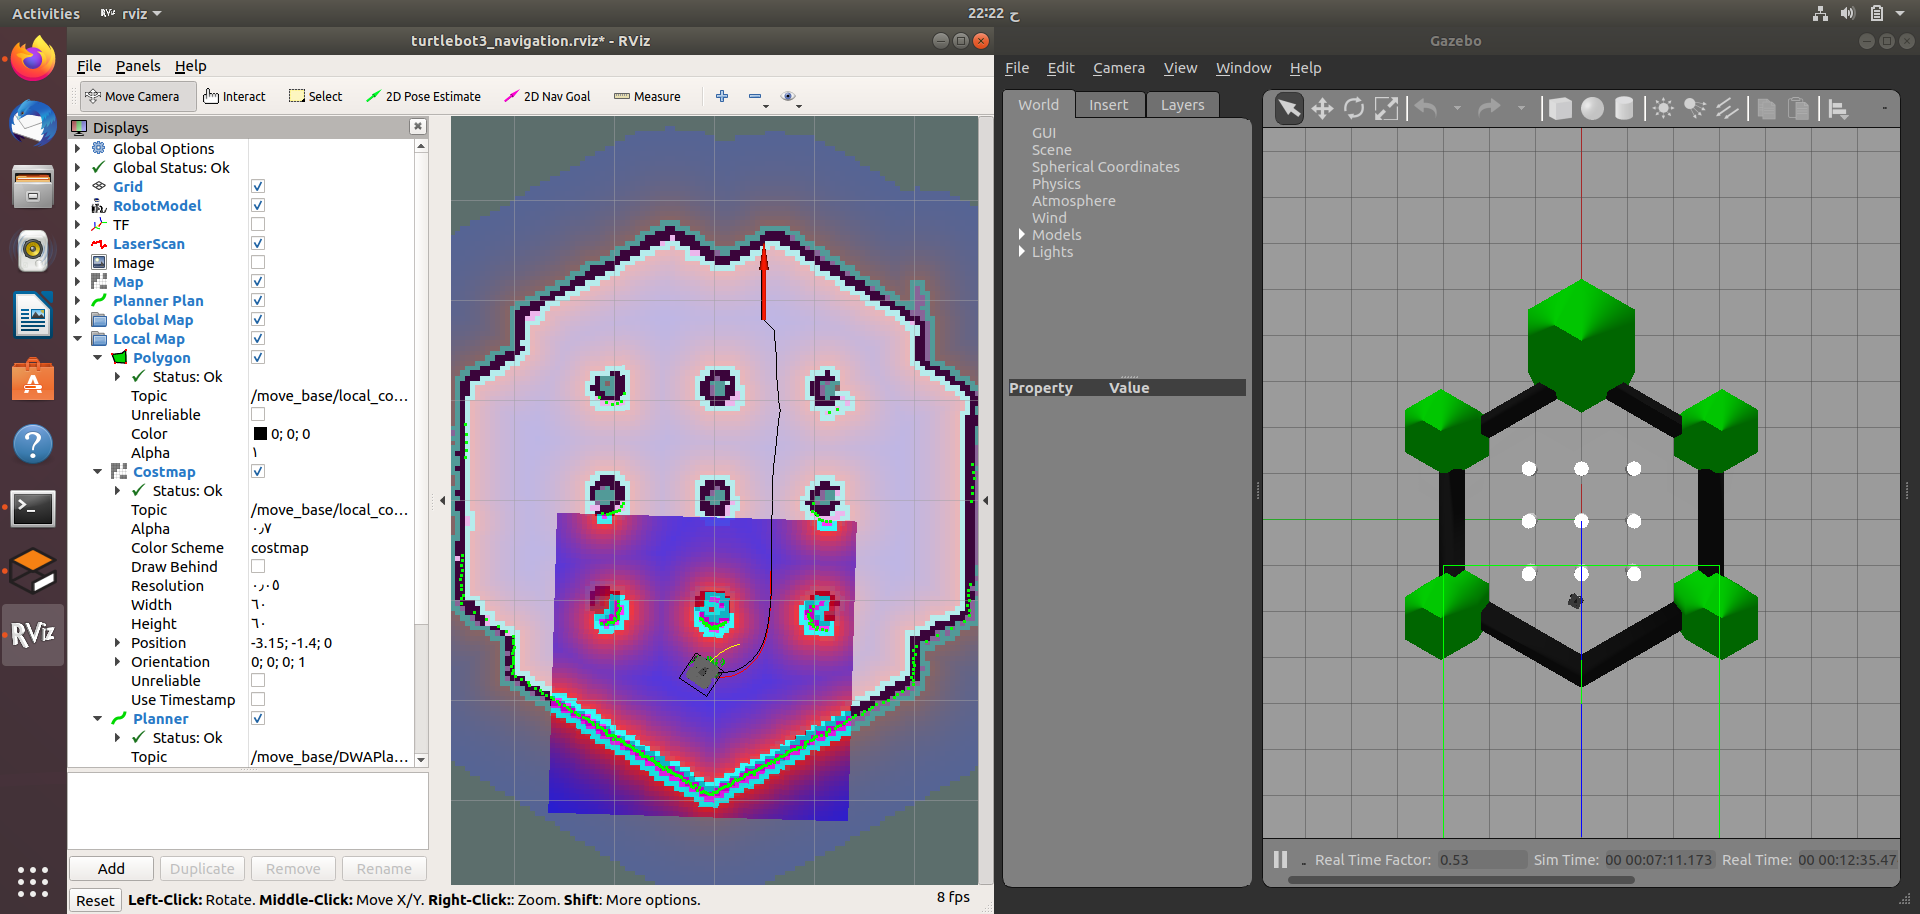 Activities
rviz
22:22 ح
turtlebot3_navigation.rviz* - RViz
File Panels Help
Move Camera Interact Select 2D Pose Estimate 2D Nav Goal Measure
Displays
Global Options
Global Status: Ok
Grid
RobotModel
TF
LaserScan
Image
Map
Planner Plan
Global Map
Local Map
Polygon
Status: Ok
Topic /move_base/local_co...
Unreliable
Color 0; 0; 0
Alpha ١
Costmap
Status: Ok
Topic /move_base/local_co...
Alpha ٠٫٧
Color Scheme costmap
Draw Behind
Resolution ٠٫٠٥
Width ٦٠
Height ٦٠
Position -3.15; -1.4; 0
Orientation 0; 0; 0; 1
Unreliable
Use Timestamp
Planner
Status: Ok
Topic /move_base/DWAPla...
Add Duplicate Remove Rename
Reset Left-Click: Rotate. Middle-Click: Move X/Y. Right-Click:: Zoom. Shift: More options. 8 fps
RViz
Gazebo
File Edit Camera View Window Help
World Insert Layers
GUI
Scene
Spherical Coordinates
Physics
Atmosphere
Wind
Models
Lights
Property Value
Real Time Factor: 0.53 Sim Time: 00 00:07:11.173 Real Time: 00 00:12:35.47